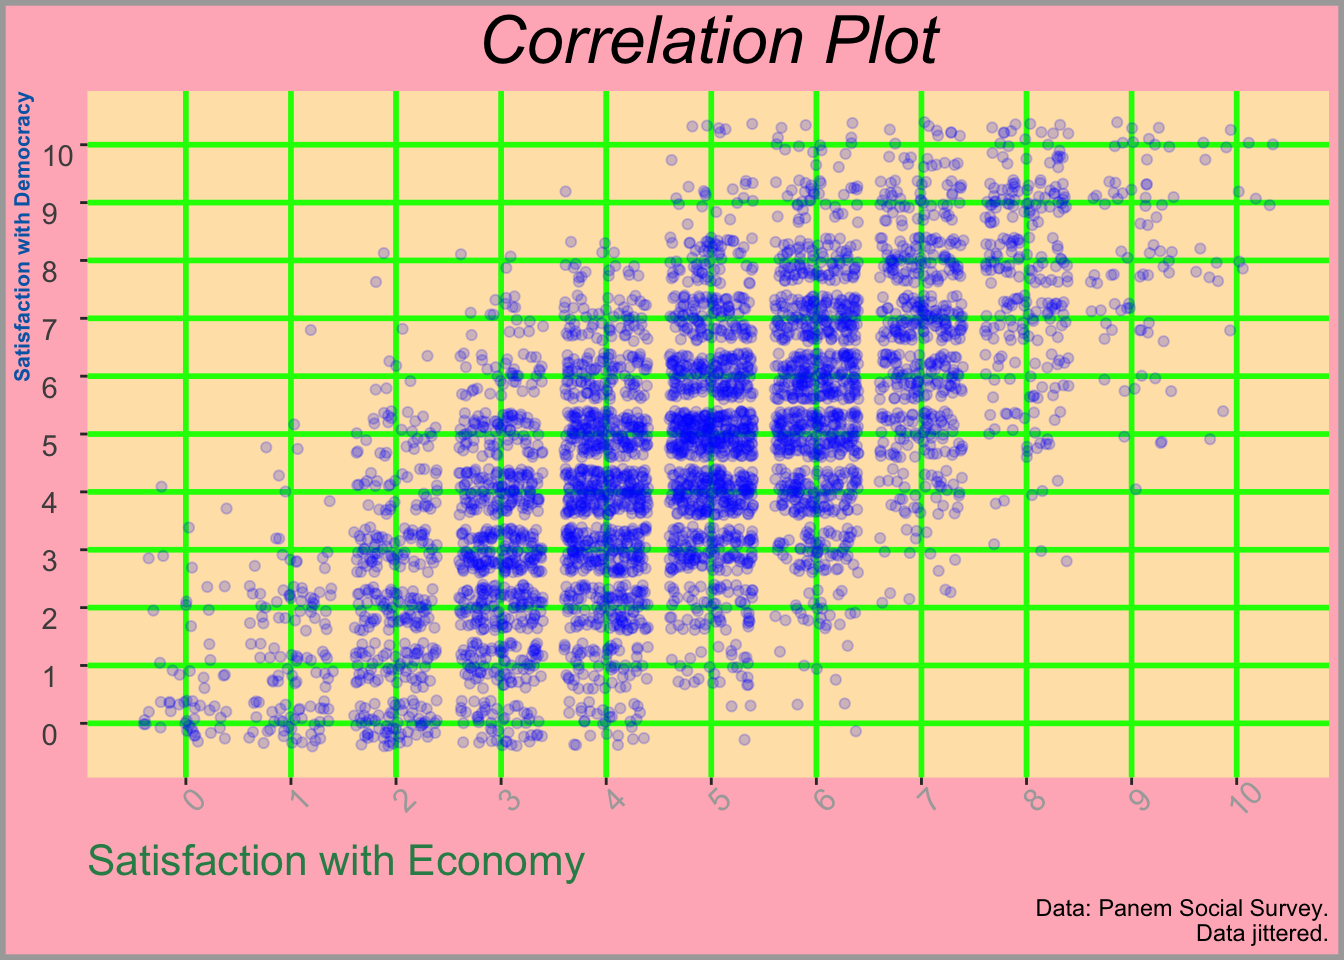 Correlation Plot
Satisfaction with Democracy
10
9
8
7
6
5
4
3
2
1
0
0 1 2 3 4 5 6 7 8 9 10
Satisfaction with Economy
Data: Panem Social Survey.
Data jittered.